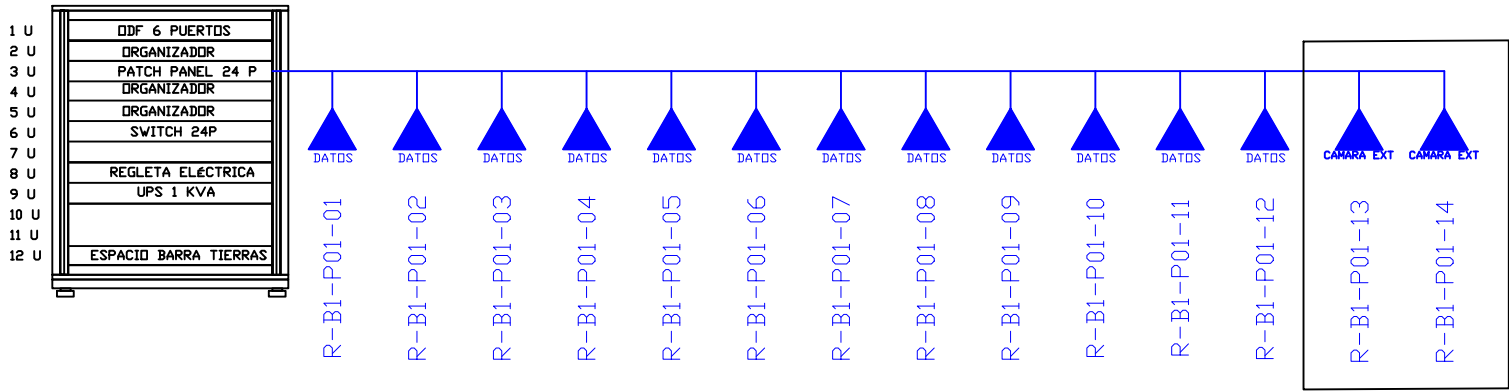 1 U ODF 6 PUERTOS
2 U ORGANIZADOR
3 U PATCH PANEL 24 P
4 U ORGANIZADOR
5 U ORGANIZADOR
6 U SWITCH 24P
7 U
8 U REGLETA ELéCTRICA
9 U UPS 1 KVA
10 U
11 U
12 U ESPACIO BARRA TIERRAS
DATOS DATOS DATOS DATOS DATOS DATOS DATOS DATOS DATOS DATOS DATOS DATOS CAMARA EXT CAMARA EXT
R-B1-P01-01
R-B1-P01-02
R-B1-P01-03
R-B1-P01-04
R-B1-P01-05
R-B1-P01-06
R-B1-P01-07
R-B1-P01-08
R-B1-P01-09
R-B1-P01-10
R-B1-P01-11
R-B1-P01-12
R-B1-P01-13
R-B1-P01-14